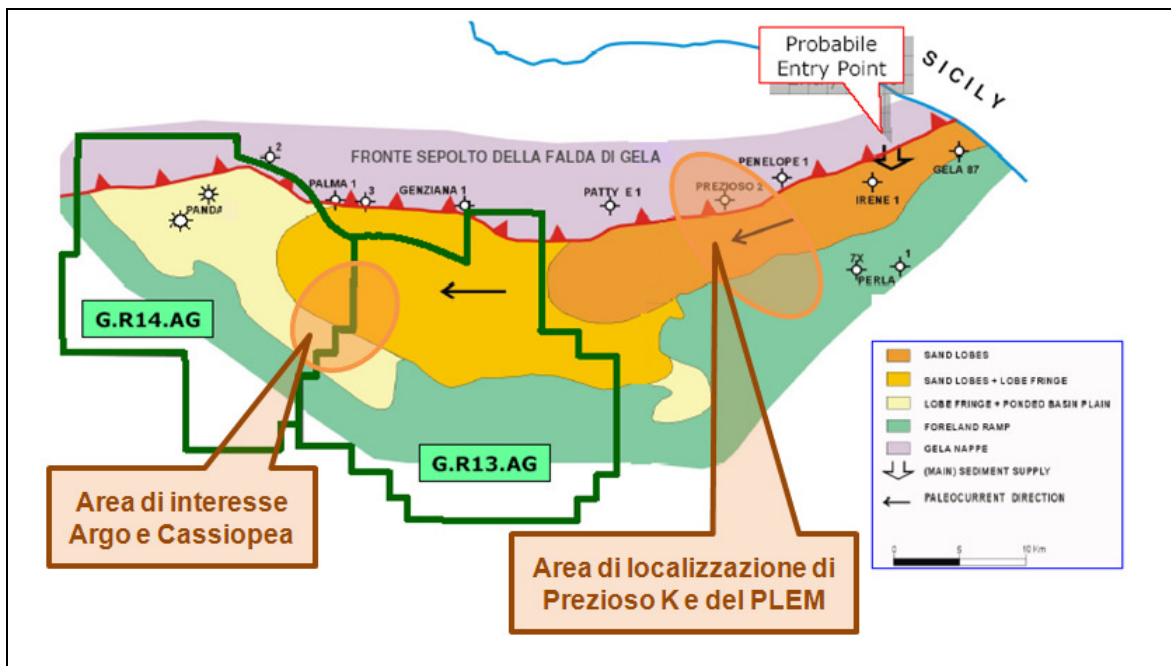 Probabile
Entry Point
SICILY
2
FRONTE SEPOLTO DELLA FALDA DI GELA
PENELOPE 1
GELA 87
PALMA 1
3
GENZIANA 1
PATTY E 1
PREZIOSO 2
IRENE 1
PANDA
7X
1
PERLA
G.R14.AG
G.R13.AG
SAND LOBES
SAND LOBES + LOBE FRINGE
LOBE FRINGE + PONDED BASIN PLAIN
FORELAND RAMP
GELA NAPPE
(MAIN) SEDIMENT SUPPLY
PALEOCURRENT DIRECTION
0 5 10 Km
Area di interesse
Argo e Cassiopea
Area di localizzazione di
Prezioso K e del PLEM